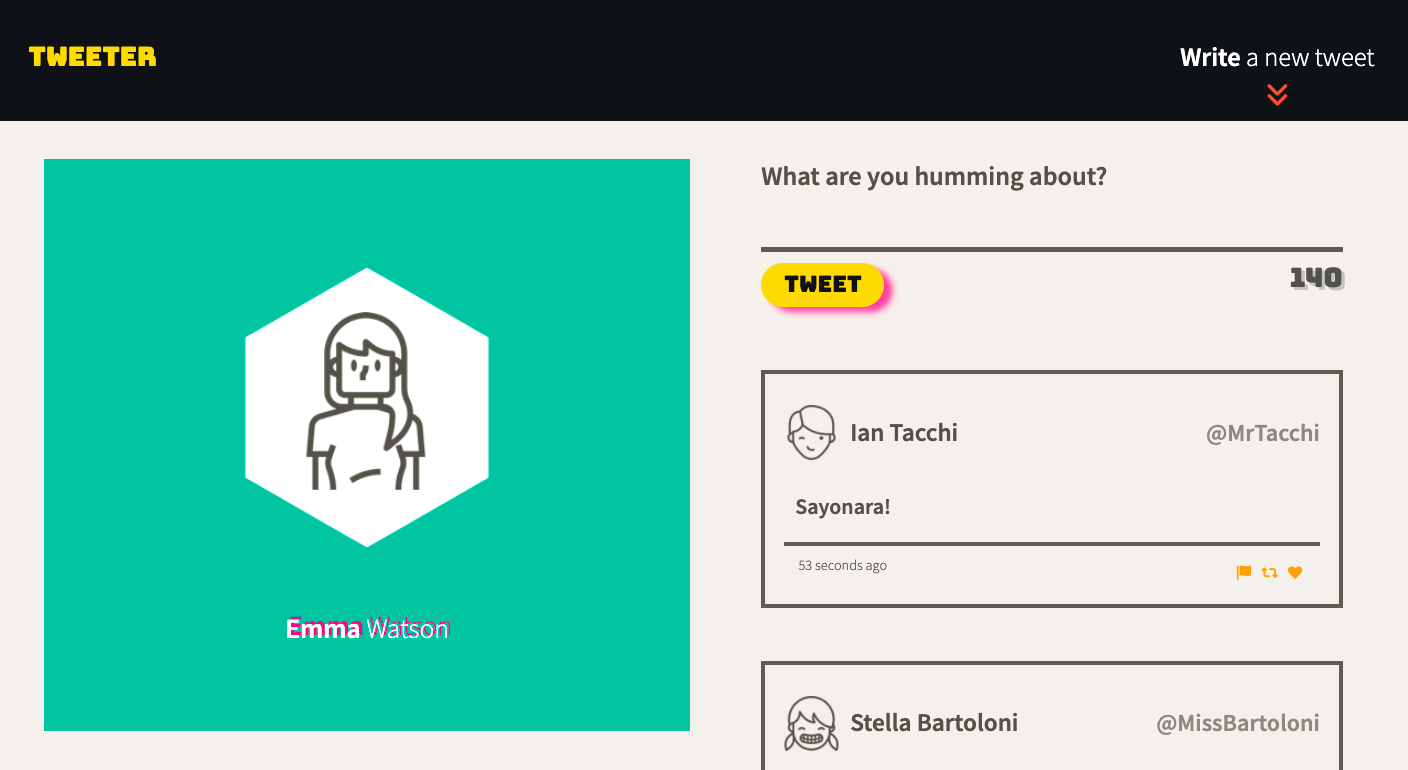 TWEETER
Write a new tweet
Emma Watson
What are you humming about?
TWEET
140
Ian Tacchi
@MrTacchi
Sayonara!
53 seconds ago
Stella Bartoloni
@MissBartoloni